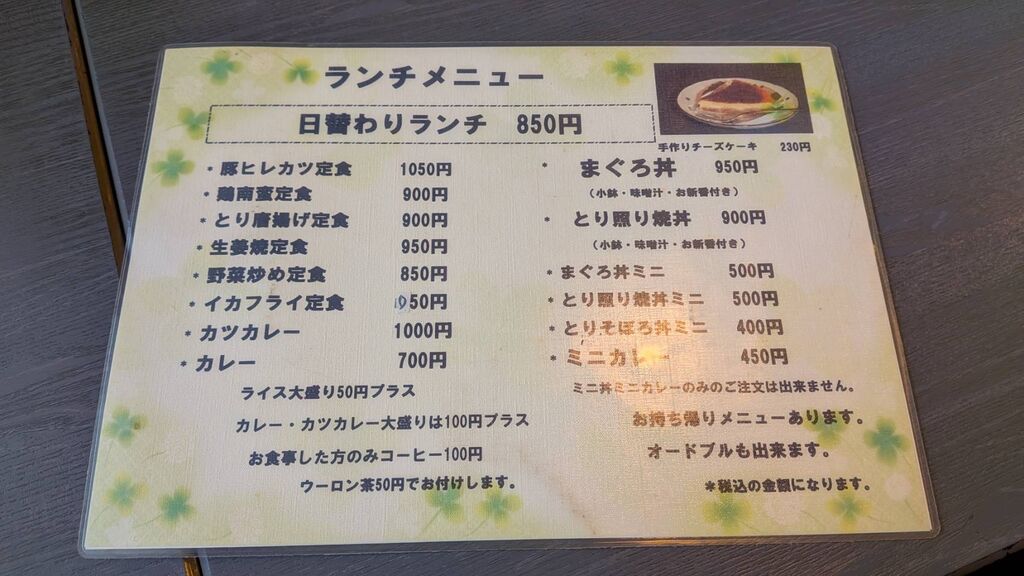 ランチメニュー
日替わりランチ 850円
手作りチーズケーキ 230円
* 豚ヒレカツ定食 1050円
* 鶏南蛮定食 900円
* とり唐揚げ定食 900円
* 生姜焼定食 950円
* 野菜炒め定食 850円
* イカフライ定食 50円
* カツカレー 1000円
* カレー 700円
ライス大盛り50円プラス
カレー・カツカレー大盛りは100円プラス
お食事した方のみコーヒー100円
ウーロン茶50円でお付けします。
* まぐろ丼 950円
(小鉢・味噌汁・お新香付き)
* とり照り焼丼 900円
(小鉢・味噌汁・お新香付き)
* まぐろ丼ミニ 500円
* とり照り焼丼ミニ 500円
* とりそぼろ丼ミニ 400円
* ミニカレー 450円
ミニ丼ミニカレーのみのご注文は出来ません。
お持ち帰りメニューあります。
オードブルも出来ます。
*税込の金額になります。